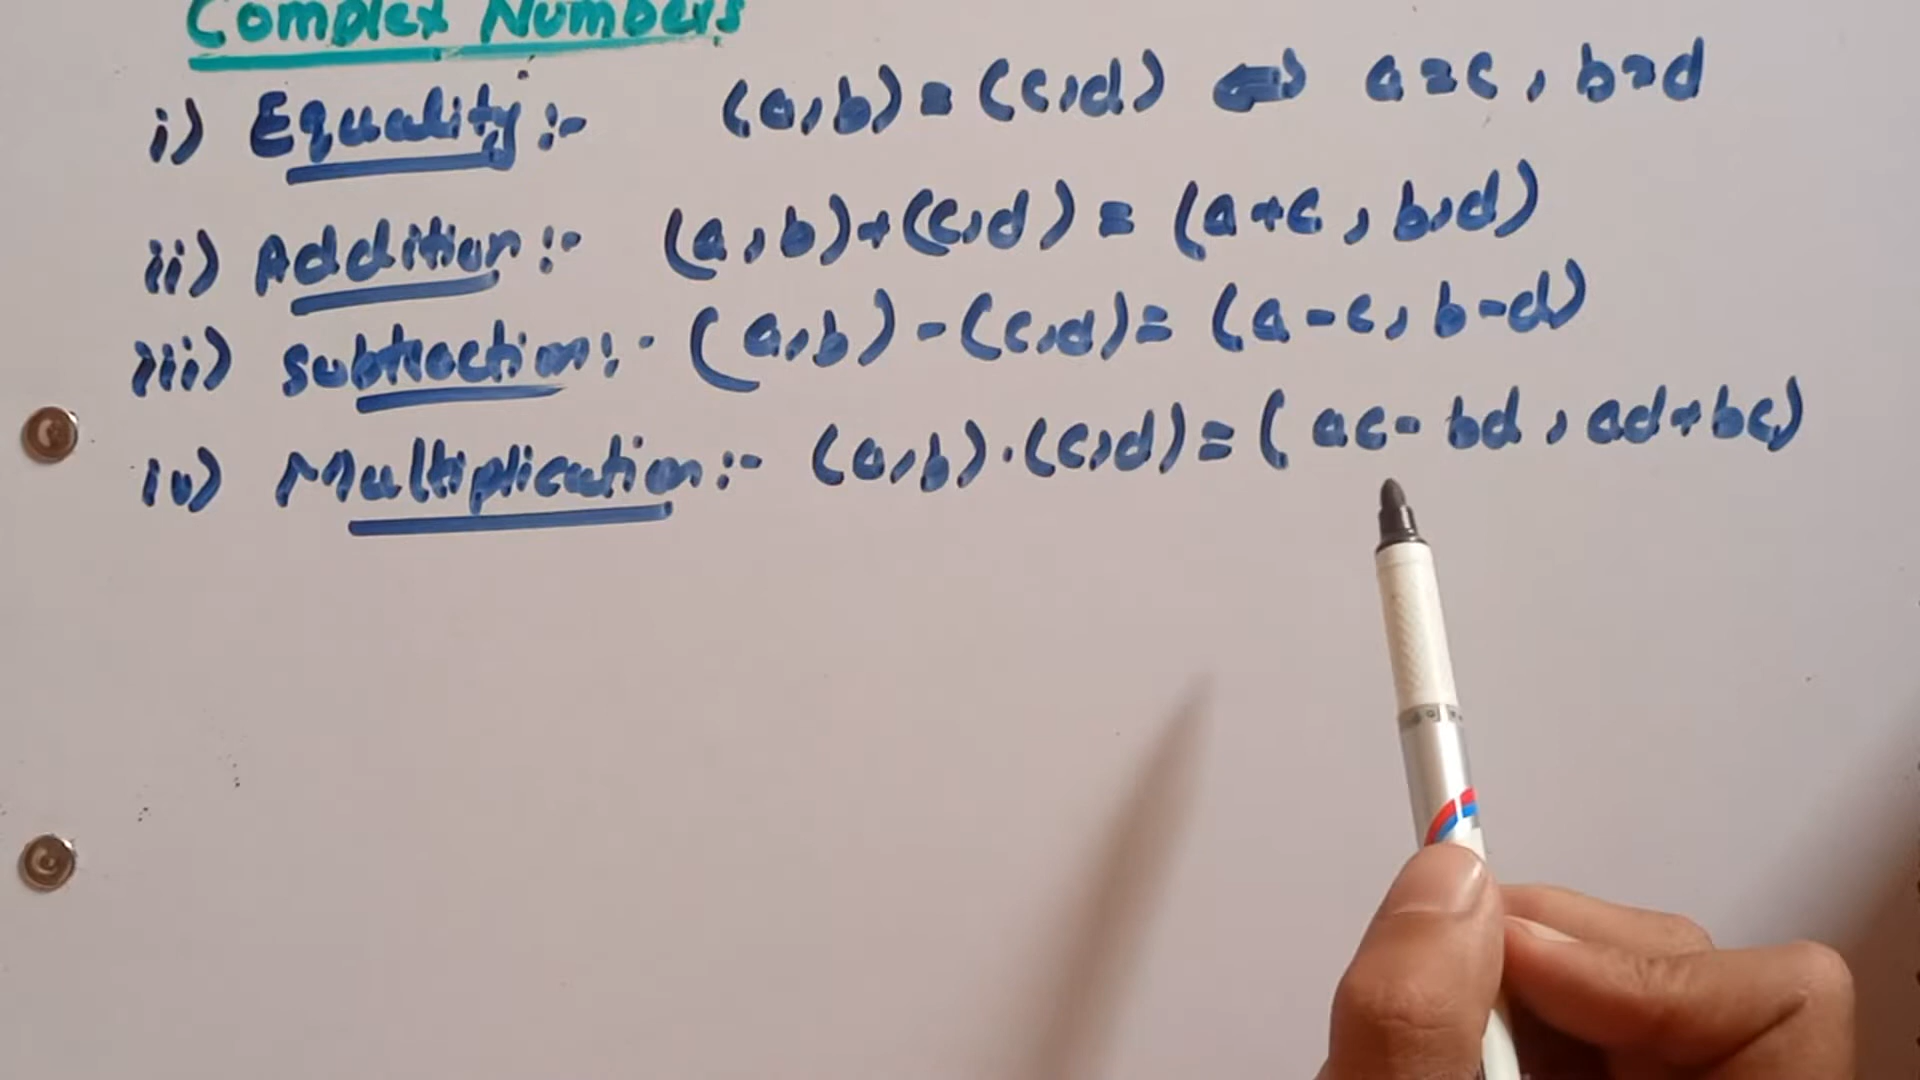 Complex Numbers
i) Equality :- (a,b) = (c,d) ⇔ a=c , b=d
ii) Addition :- (a,b)+(c,d) = (a+c , b+d)
iii) Subtraction :- (a,b) - (c,d) = (a-c, b-d)
iv) Multiplication :- (a,b).(c,d) = (ac-bd , ad+bc)